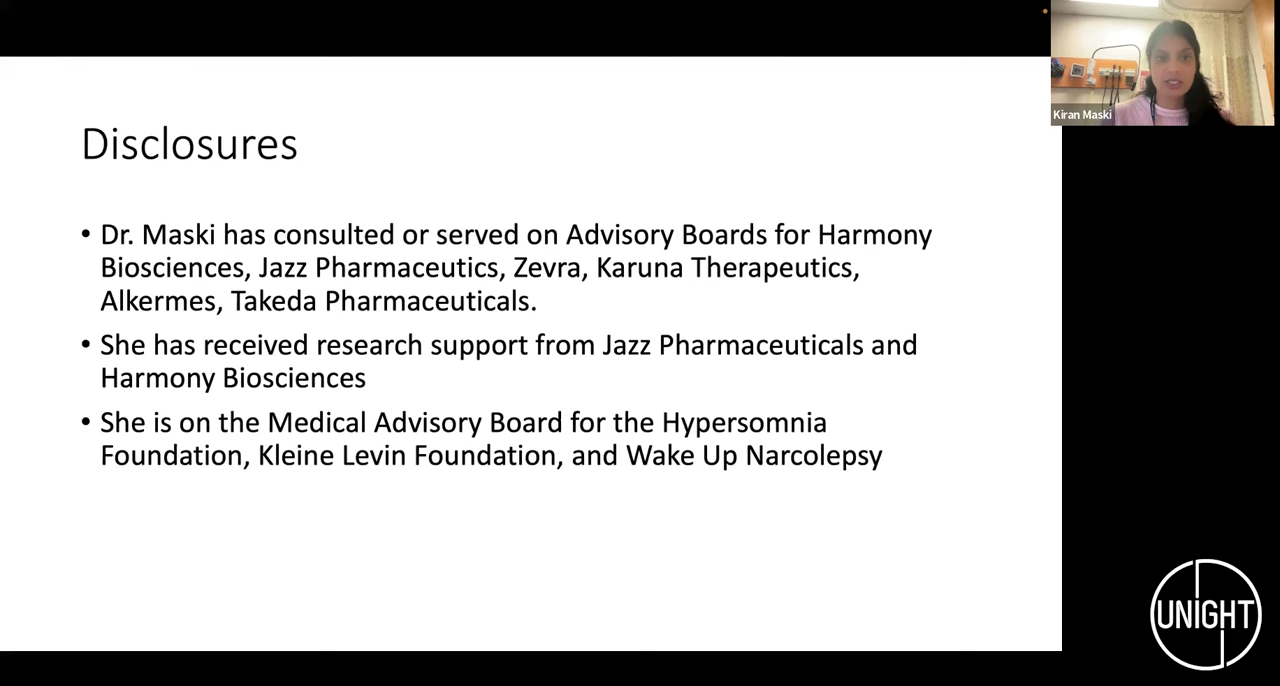 Kiran Maski
Disclosures
• Dr. Maski has consulted or served on Advisory Boards for Harmony
Biosciences, Jazz Pharmaceutics, Zevra, Karuna Therapeutics,
Alkermes, Takeda Pharmaceuticals.
• She has received research support from Jazz Pharmaceuticals and
Harmony Biosciences
• She is on the Medical Advisory Board for the Hypersomnia
Foundation, Kleine Levin Foundation, and Wake Up Narcolepsy
UNIGHT